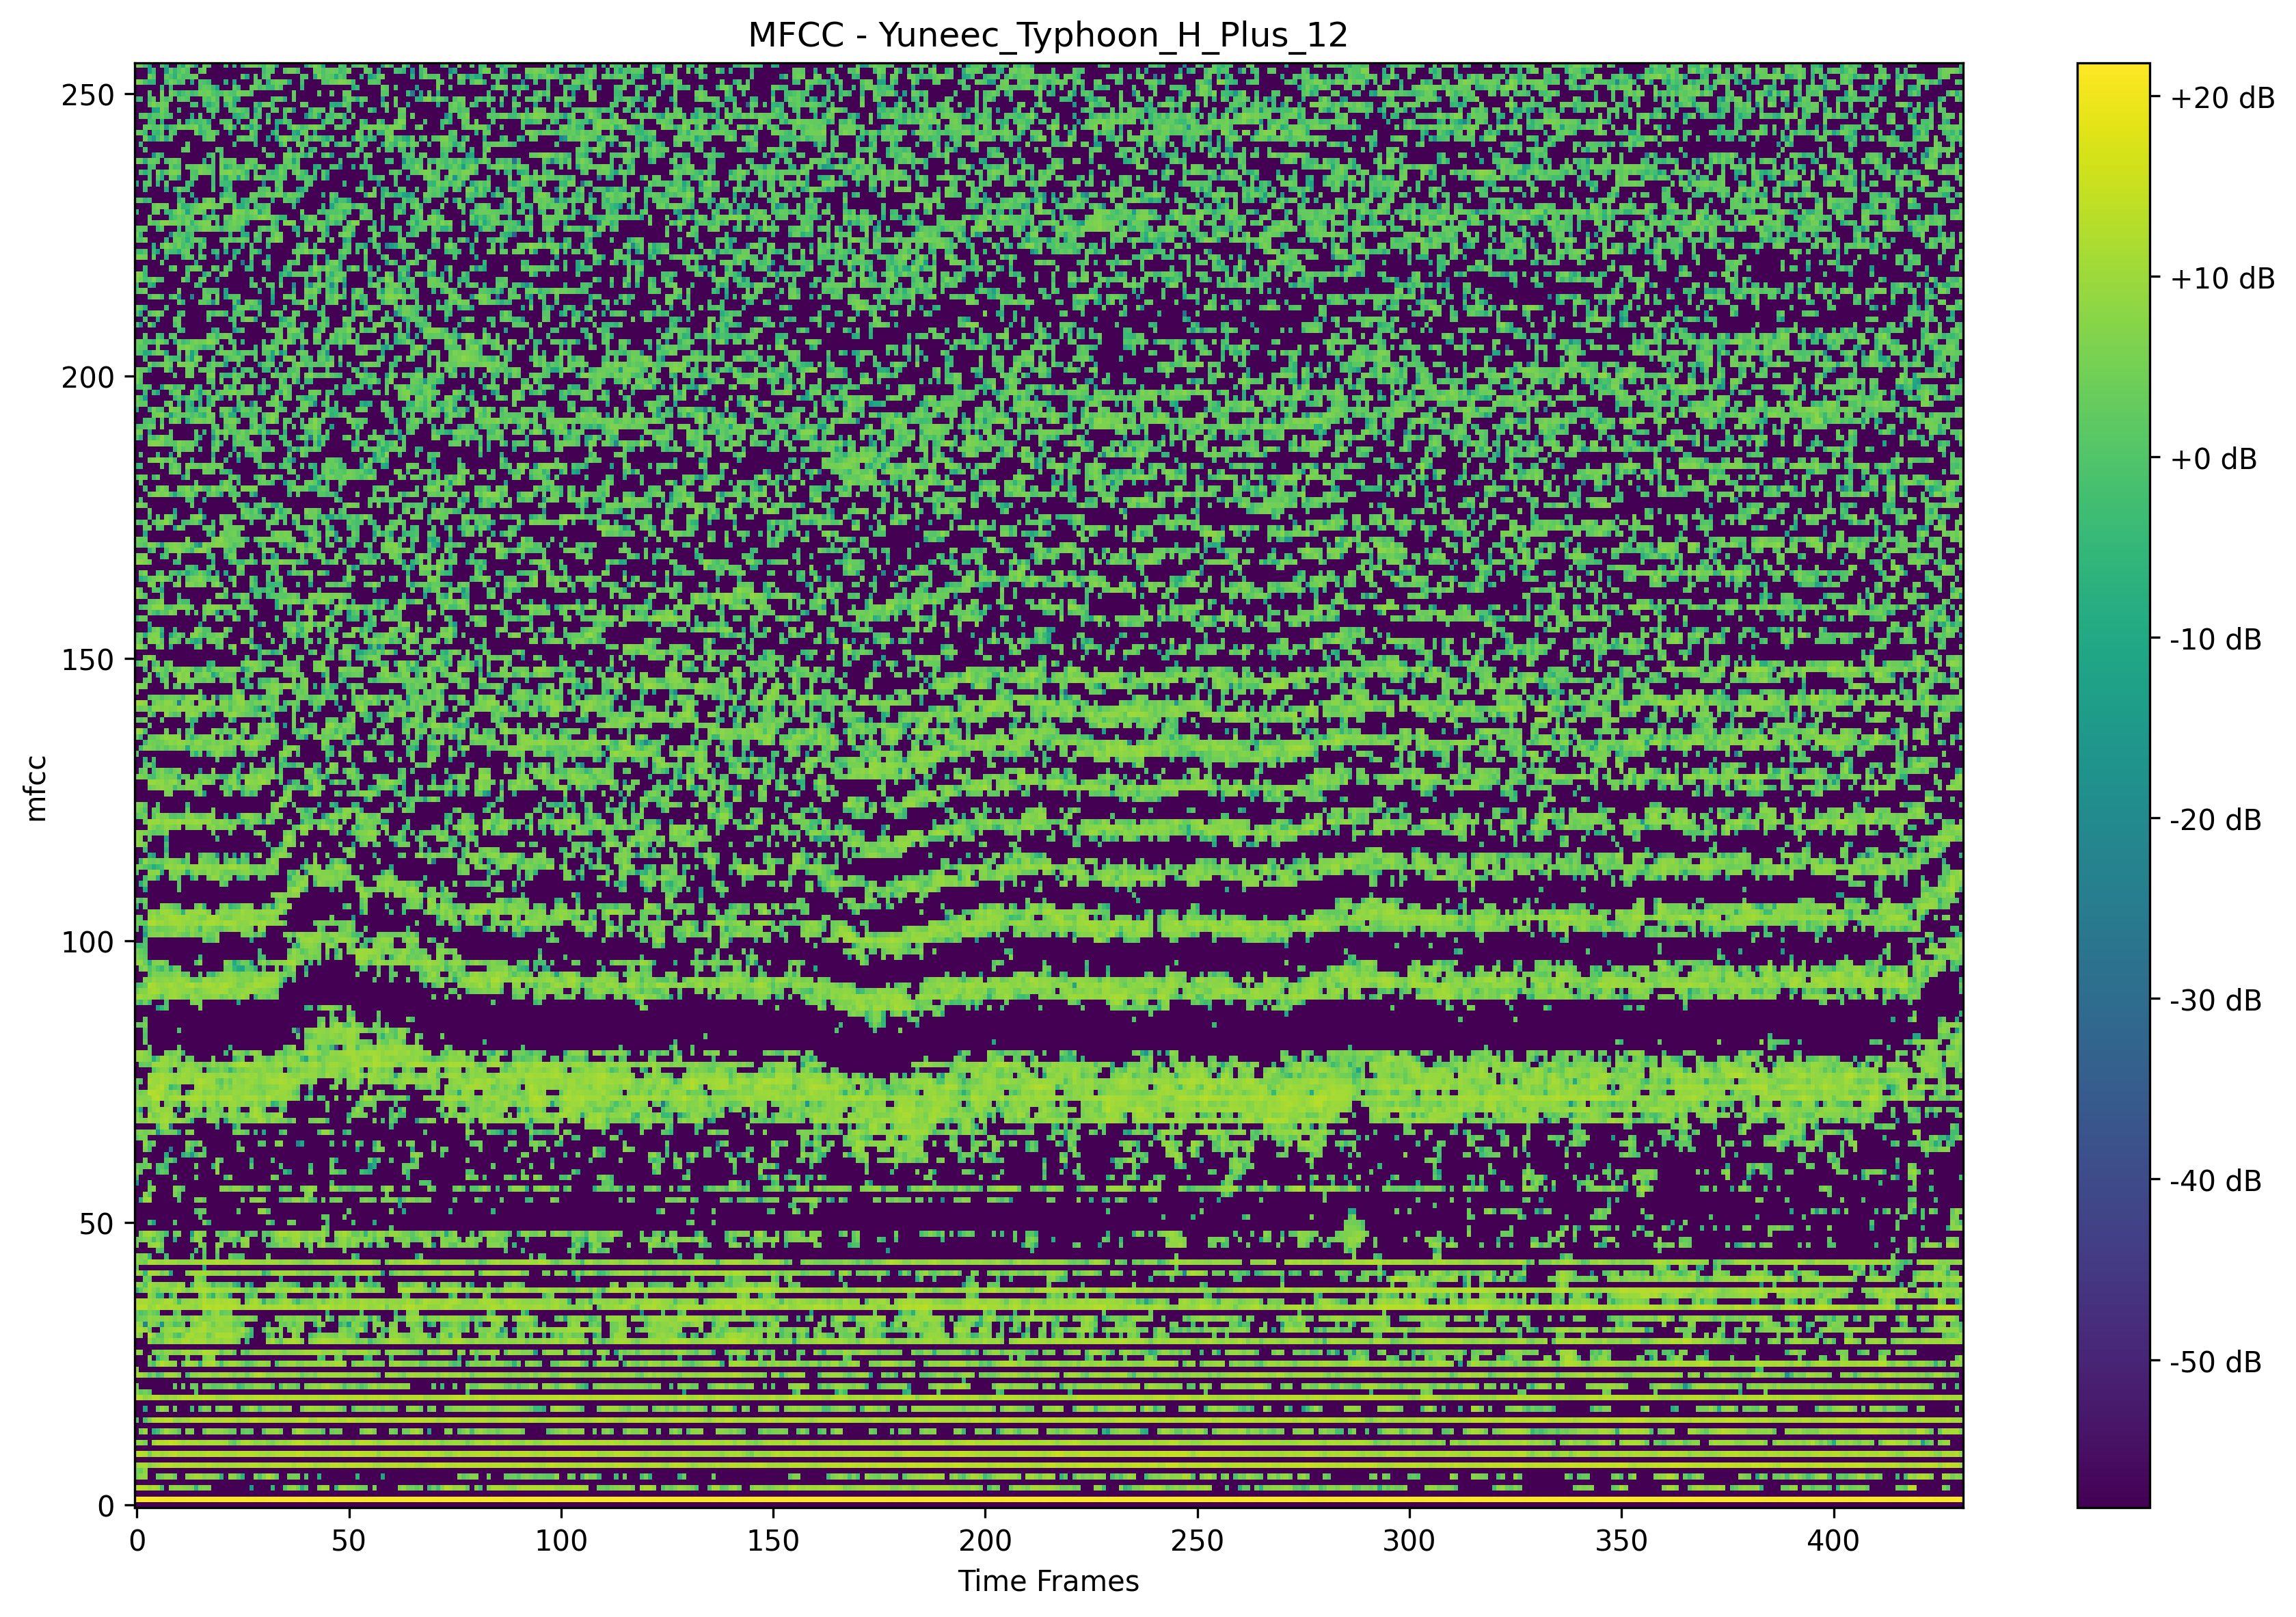 MFCC - Yuneec_Typhoon_H_Plus_12
250
200
150
100
50
0
mfcc
0 50 100 150 200 250 300 350 400
Time Frames
+20 dB
+10 dB
+0 dB
-10 dB
-20 dB
-30 dB
-40 dB
-50 dB